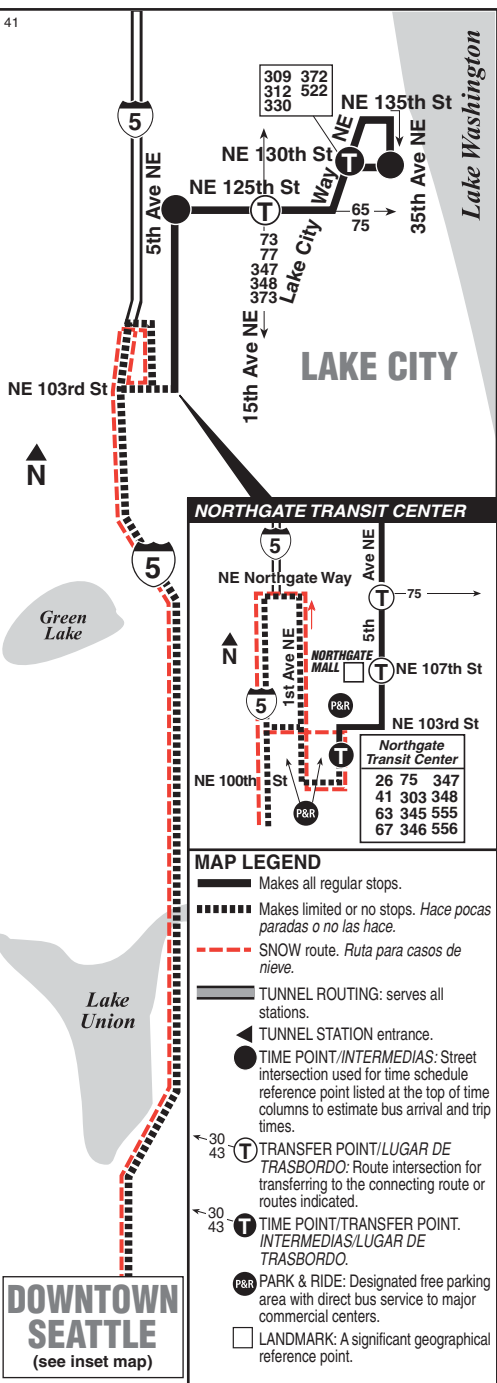 41
5
309 372
312 522
330
NE 135th St
NE 130th St
NE 125th St
5th Ave NE
Lake City Way NE
35th Ave NE
Lake Washington
T
T
65
75
73
77
347
348
373
15th Ave NE
LAKE CITY
NE 103rd St
N
5
Green
Lake
Lake
Union
DOWNTOWN
SEATTLE
(see inset map)
NORTHGATE TRANSIT CENTER
5
NE Northgate Way
5th Ave NE
T
75
N
1st Ave NE
NORTHGATE
MALL
T
NE 107th St
5
P&R
NE 103rd St
T
NE 100th St
P&R
Northgate
Transit Center
26 75 347
41 303 348
63 345 555
67 346 556
MAP LEGEND
Makes all regular stops.
Makes limited or no stops. Hace pocas
paradas o no las hace.
SNOW route. Ruta para casos de
nieve.
TUNNEL ROUTING: serves all
stations.
TUNNEL STATION entrance.
TIME POINT/INTERMEDIAS: Street
intersection used for time schedule
reference point listed at the top of time
columns to estimate bus arrival and trip
times.
30
43
T
TRANSFER POINT/LUGAR DE
TRASBORDO: Route intersection for
transferring to the connecting route or
routes indicated.
30
43
T
TIME POINT/TRANSFER POINT.
INTERMEDIAS/LUGAR DE
TRASBORDO.
P&R
PARK & RIDE: Designated free parking
area with direct bus service to major
commercial centers.
LANDMARK: A significant geographical
reference point.